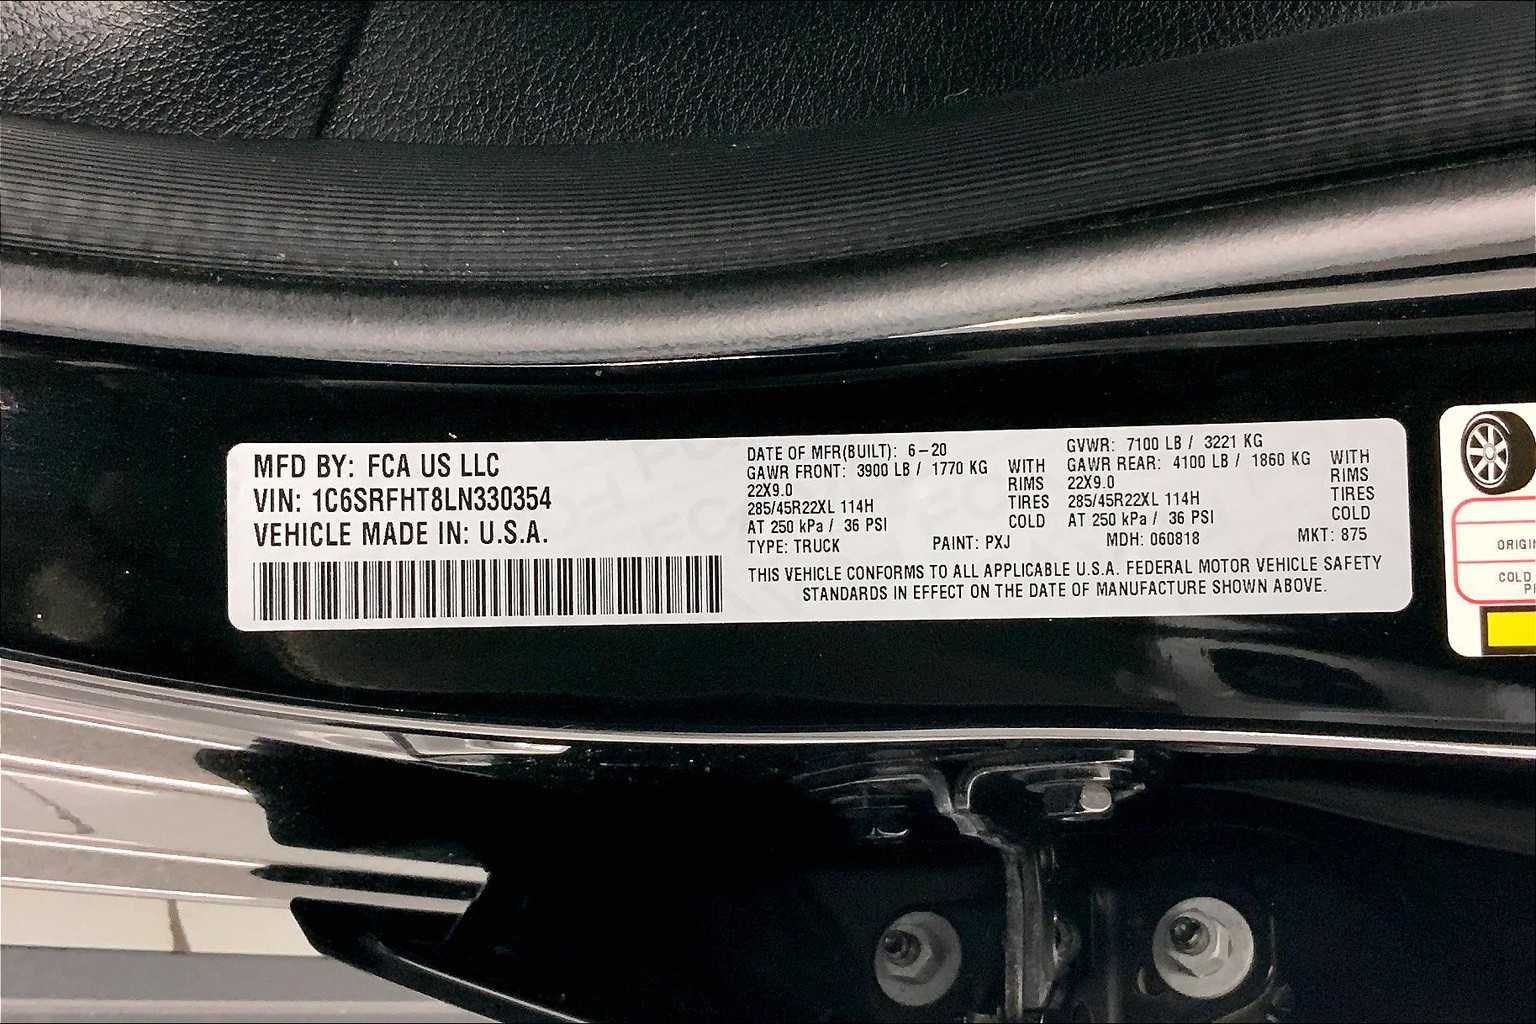 MFD BY: FCA US LLC
VIN: 1C6SRFHT8LN330354
VEHICLE MADE IN: U.S.A.
DATE OF MFR(BUILT): 6-20
GAWR FRONT: 3900 LB / 1770 KG WITH
22X9.0 RIMS
285/45R22XL 114H TIRES
AT 250 kPa / 36 PSI COLD
GVWR: 7100 LB / 3221 KG
GAWR REAR: 4100 LB / 1860 KG WITH
22X9.0 RIMS
285/45R22XL 114H TIRES
AT 250 kPa / 36 PSI COLD
TYPE: TRUCK PAINT: PXJ MDH: 060818 MKT: 875
THIS VEHICLE CONFORMS TO ALL APPLICABLE U.S.A. FEDERAL MOTOR VEHICLE SAFETY
STANDARDS IN EFFECT ON THE DATE OF MANUFACTURE SHOWN ABOVE.
COLD